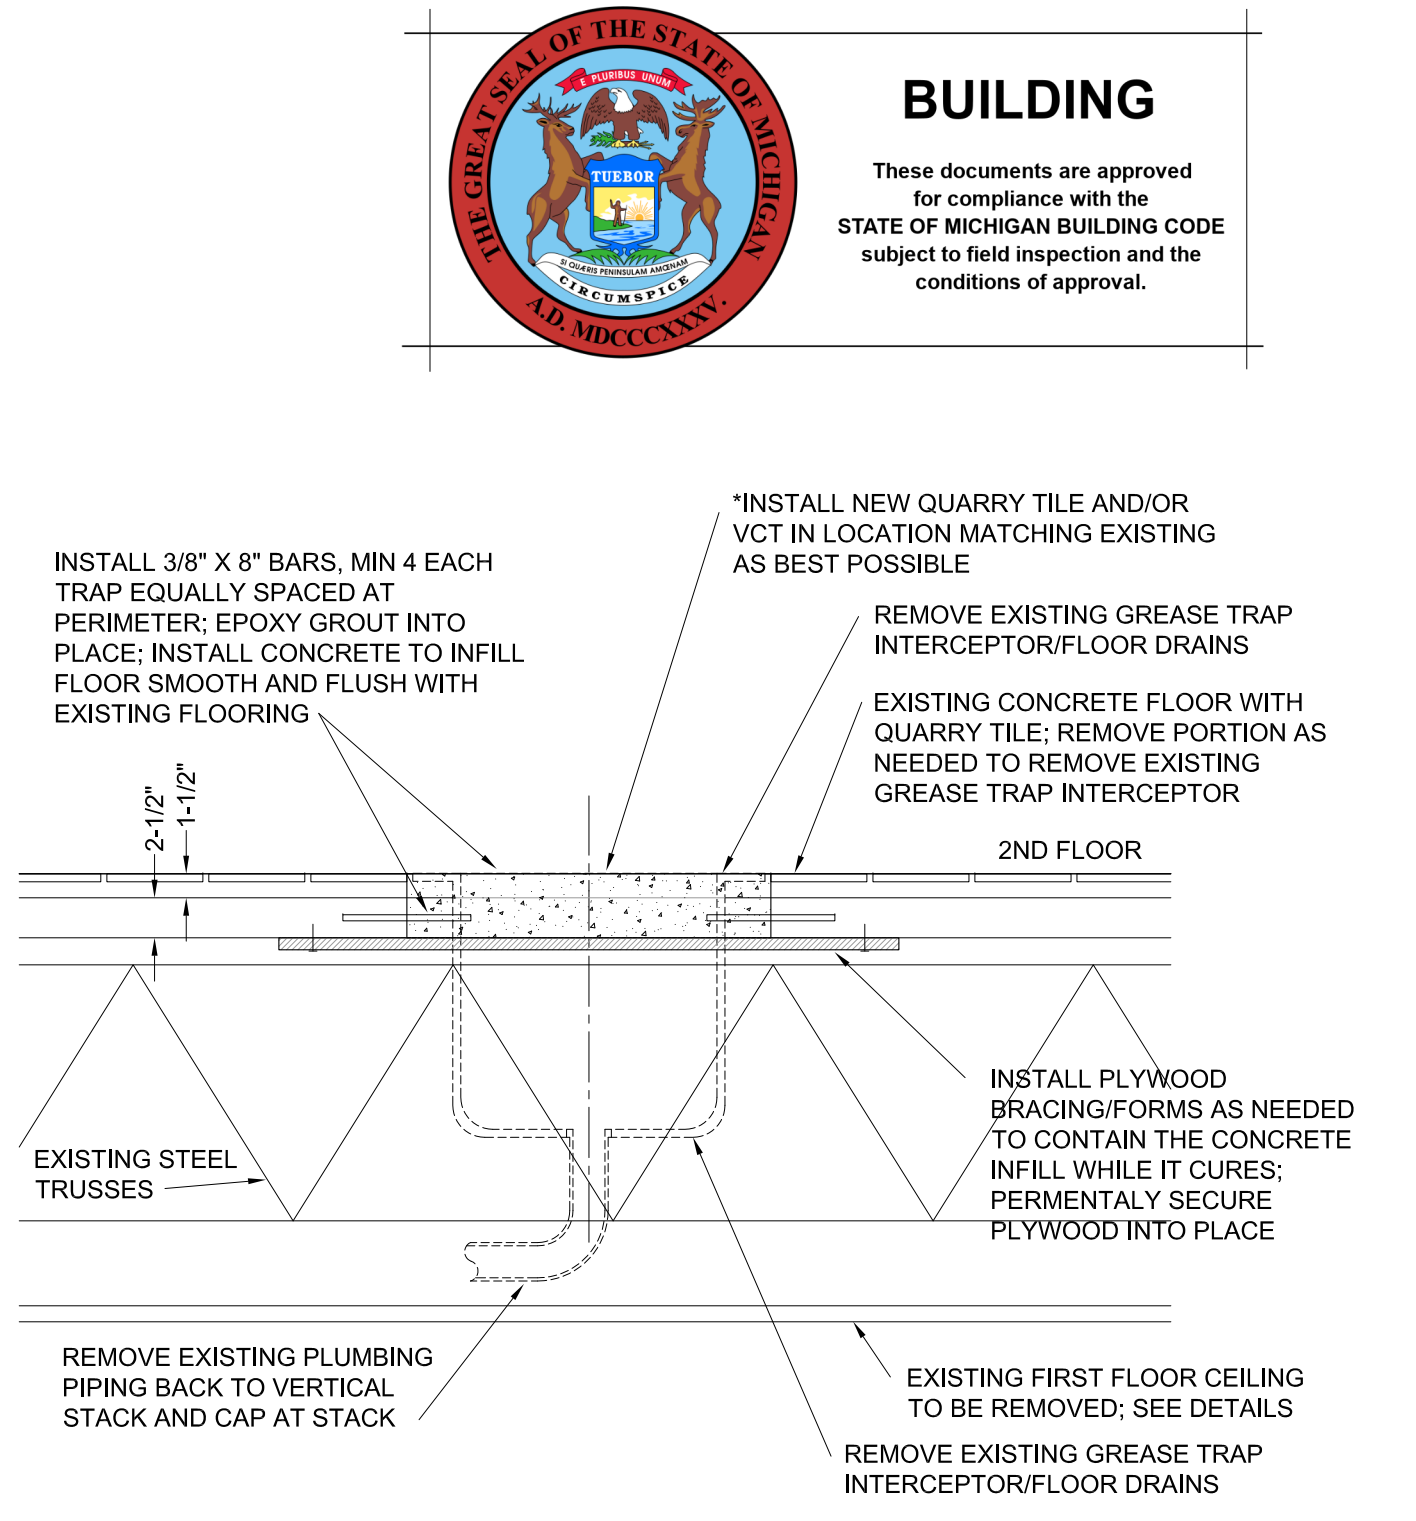 THE GREAT SEAL OF THE STATE OF MICHIGAN
E PLURIBUS UNUM
TUEBOR
SI QUÆRIS PENINSULAM AMŒNAM
CIRCUMSPICE
A.D. MDCCCXXXV.
BUILDING
These documents are approved
for compliance with the
STATE OF MICHIGAN BUILDING CODE
subject to field inspection and the
conditions of approval.
*INSTALL NEW QUARRY TILE AND/OR
VCT IN LOCATION MATCHING EXISTING
AS BEST POSSIBLE
INSTALL 3/8" X 8" BARS, MIN 4 EACH
TRAP EQUALLY SPACED AT
PERIMETER; EPOXY GROUT INTO
PLACE; INSTALL CONCRETE TO INFILL
FLOOR SMOOTH AND FLUSH WITH
EXISTING FLOORING
REMOVE EXISTING GREASE TRAP
INTERCEPTOR/FLOOR DRAINS
EXISTING CONCRETE FLOOR WITH
QUARRY TILE; REMOVE PORTION AS
NEEDED TO REMOVE EXISTING
GREASE TRAP INTERCEPTOR
2-1/2"
1-1/2"
2ND FLOOR
INSTALL PLYWOOD
BRACING/FORMS AS NEEDED
TO CONTAIN THE CONCRETE
INFILL WHILE IT CURES;
PERMENTALY SECURE
PLYWOOD INTO PLACE
EXISTING STEEL
TRUSSES
REMOVE EXISTING PLUMBING
PIPING BACK TO VERTICAL
STACK AND CAP AT STACK
EXISTING FIRST FLOOR CEILING
TO BE REMOVED; SEE DETAILS
REMOVE EXISTING GREASE TRAP
INTERCEPTOR/FLOOR DRAINS